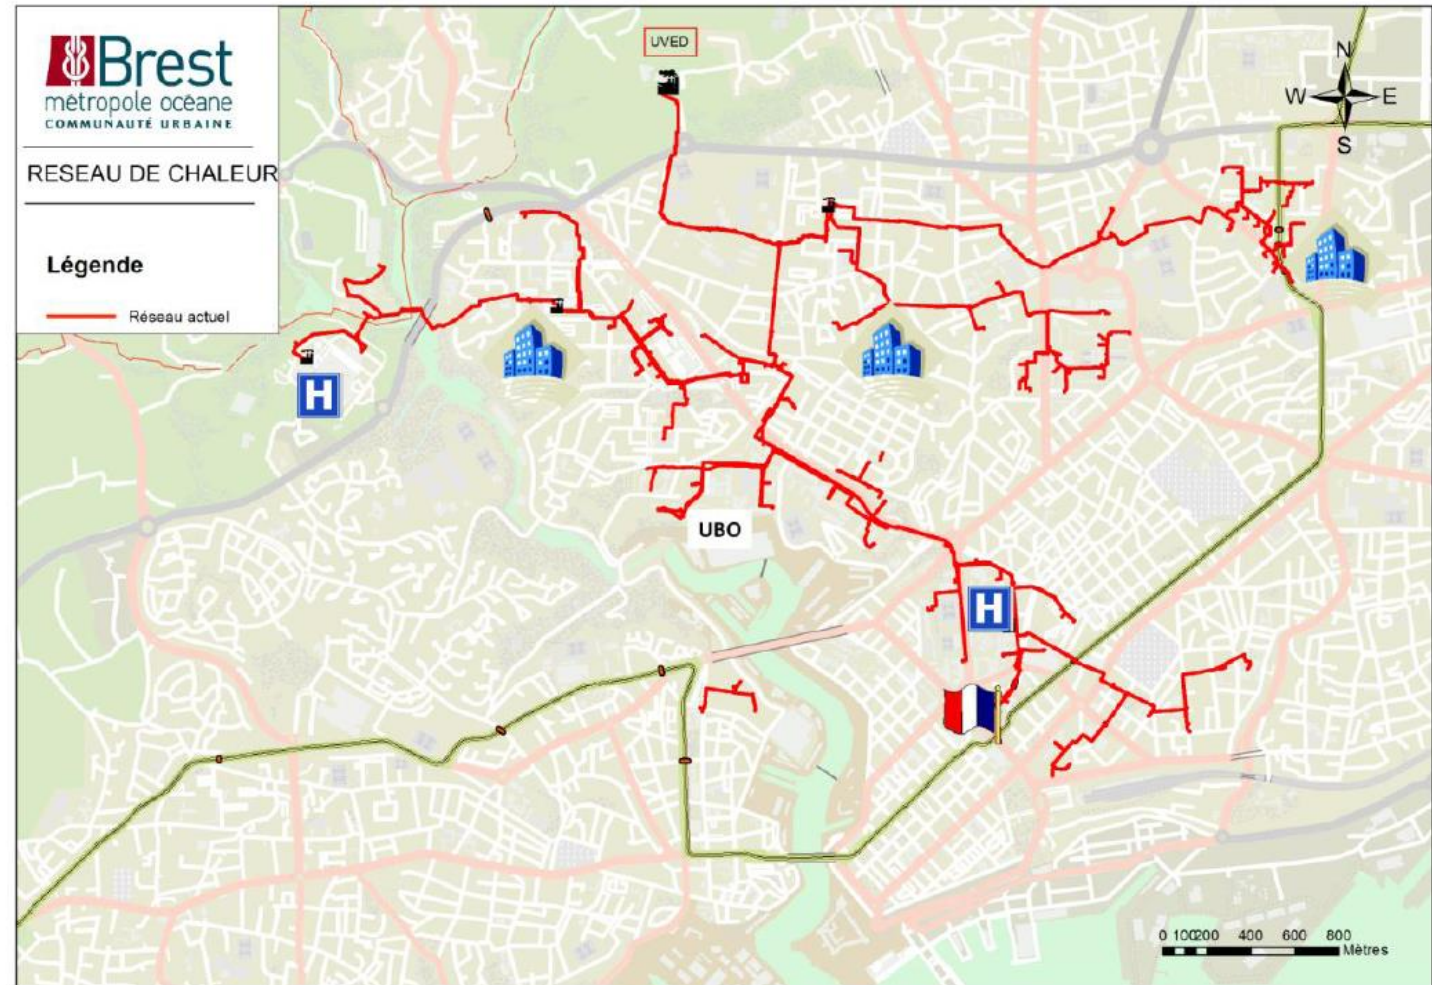 Brest
métropole océane
COMMUNAUTÉ URBAINE
RESEAU DE CHALEUR
Légende
Réseau actuel
UVED
N
W E
S
H
UBO
H
0 100200 400 600 800
Mètres